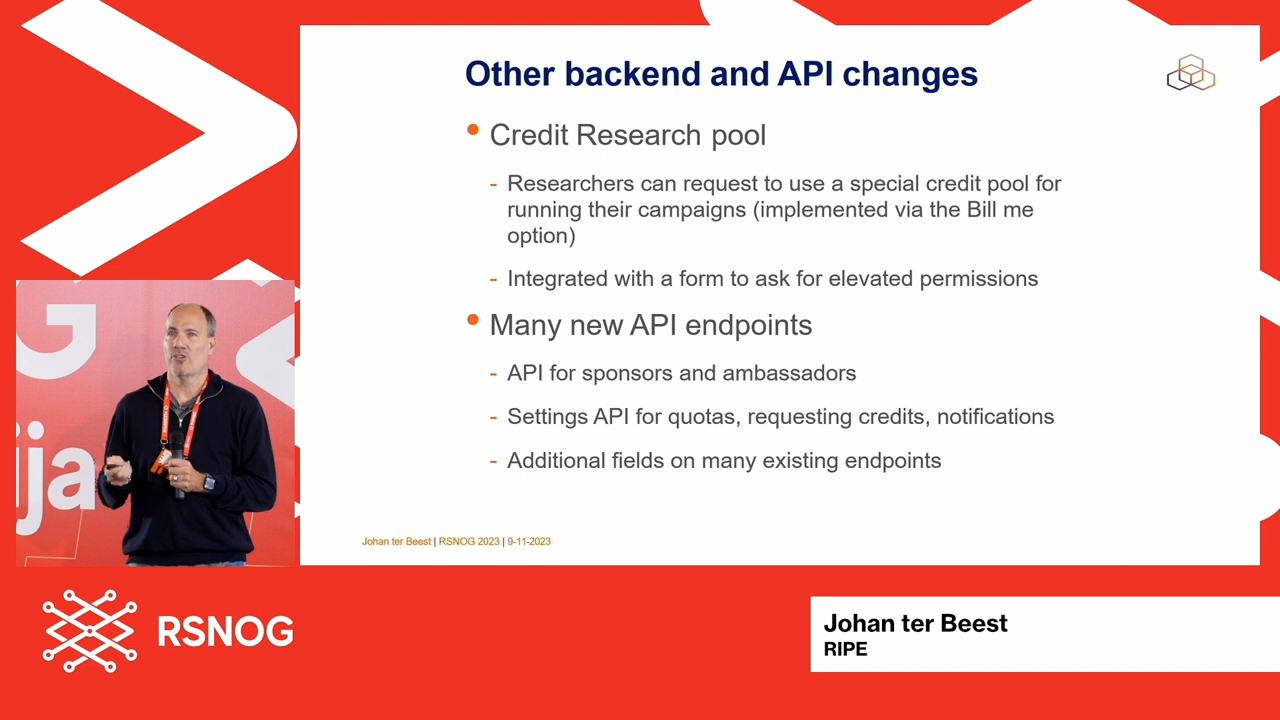 Other backend and API changes
• Credit Research pool
- Researchers can request to use a special credit pool for
running their campaigns (implemented via the Bill me
option)
- Integrated with a form to ask for elevated permissions
• Many new API endpoints
- API for sponsors and ambassadors
- Settings API for quotas, requesting credits, notifications
- Additional fields on many existing endpoints
Johan ter Beest | RSNOG 2023 | 9-11-2023
G
ija
RSNOG
Johan ter Beest
RIPE